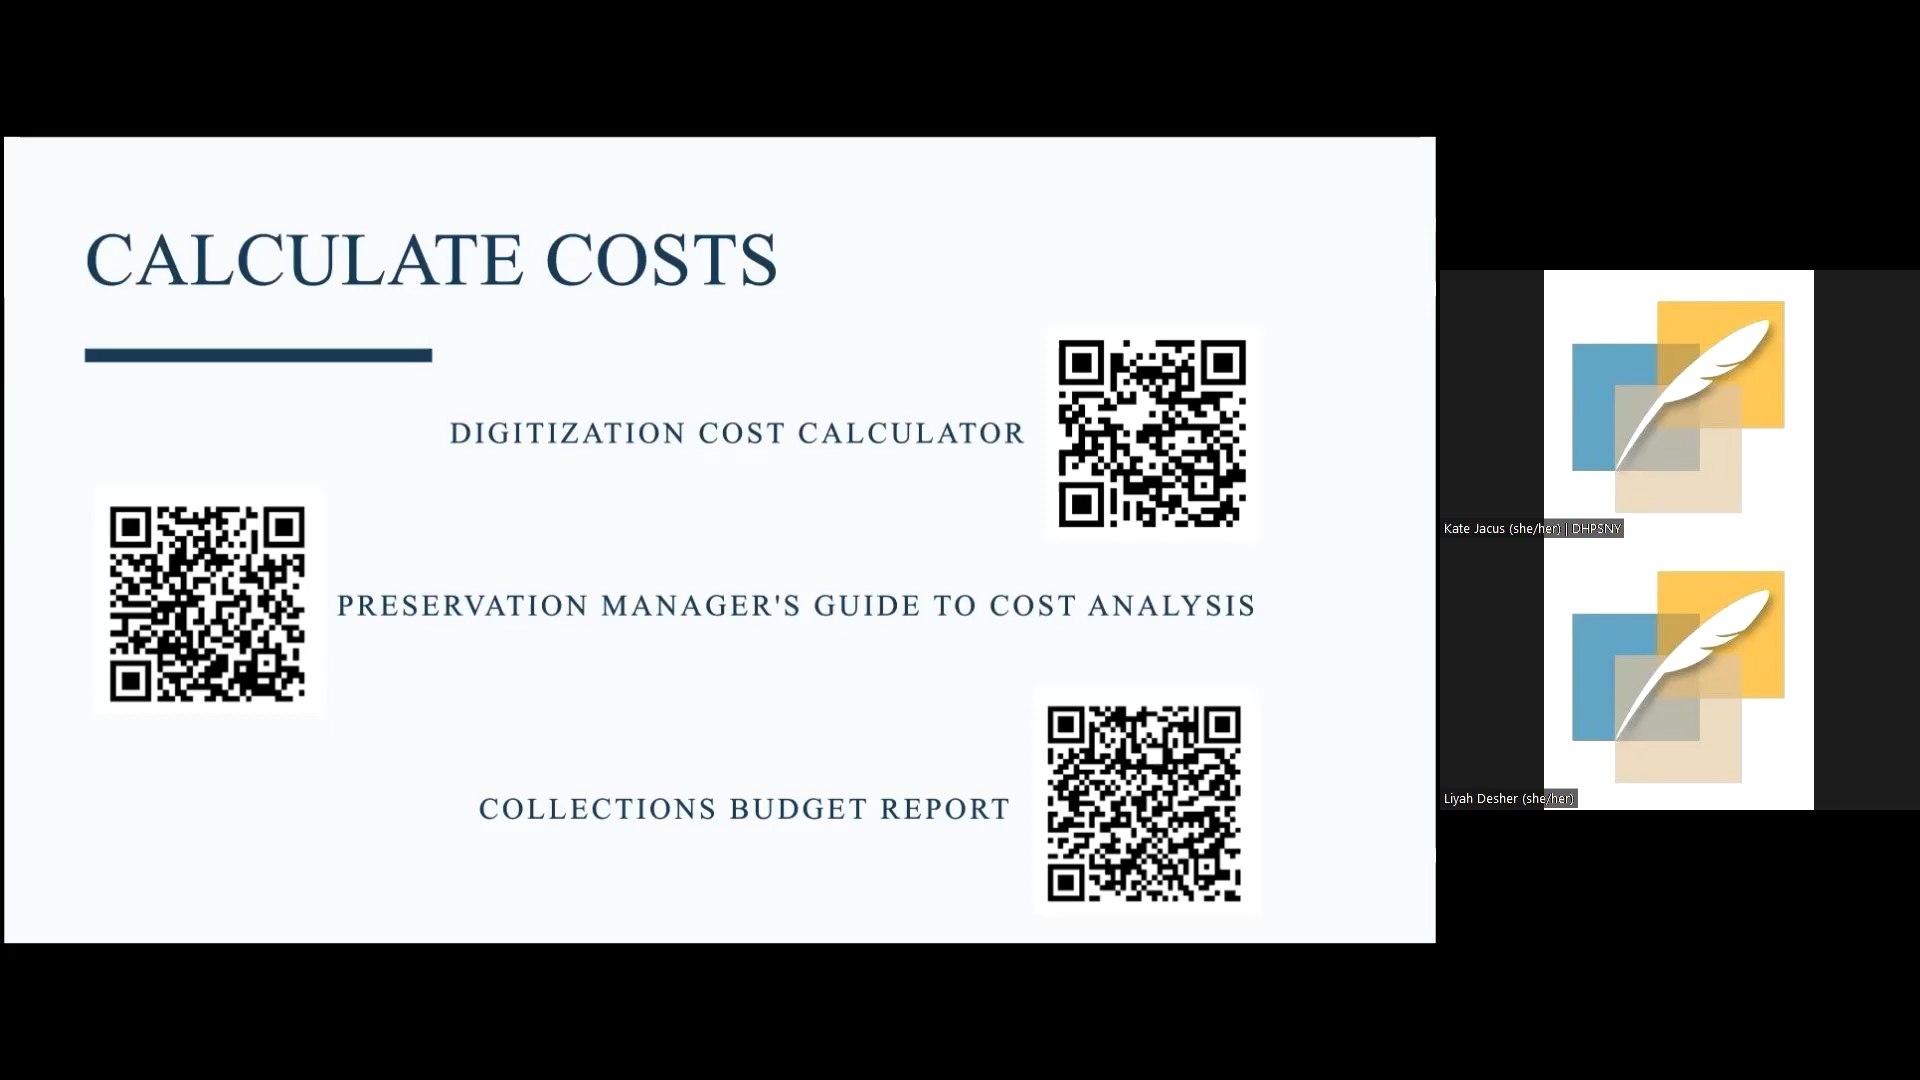 CALCULATE COSTS
DIGITIZATION COST CALCULATOR
PRESERVATION MANAGER'S GUIDE TO COST ANALYSIS
COLLECTIONS BUDGET REPORT
Kate Jacus (she/her) | DHPSNY
Liyah Desher (she/her)